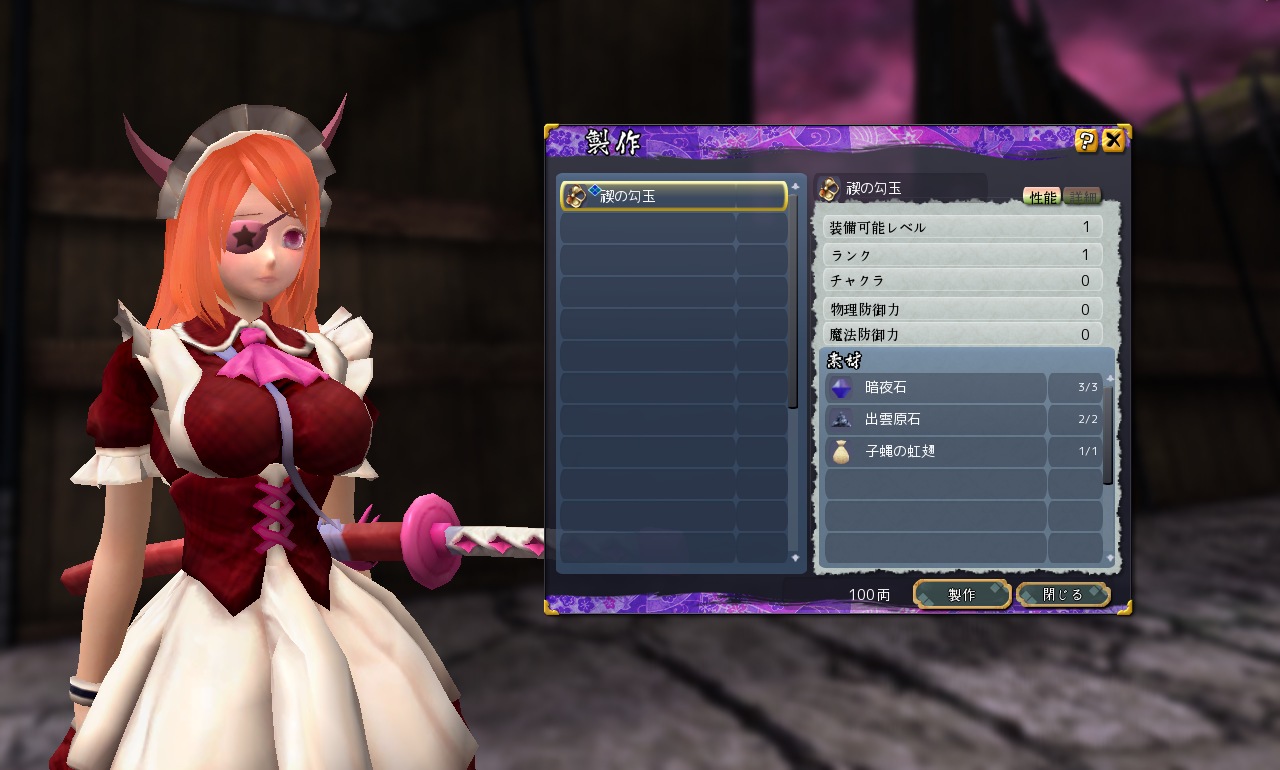 製作
?
禊の勾玉
禊の勾玉
性能 詳細
装備可能レベル 1
ランク 1
チャクラ 0
物理防御力 0
魔法防御力 0
素材
暗夜石 3/3
出雲原石 2/2
子蝿の虹翅 1/1
100両 製作 閉じる